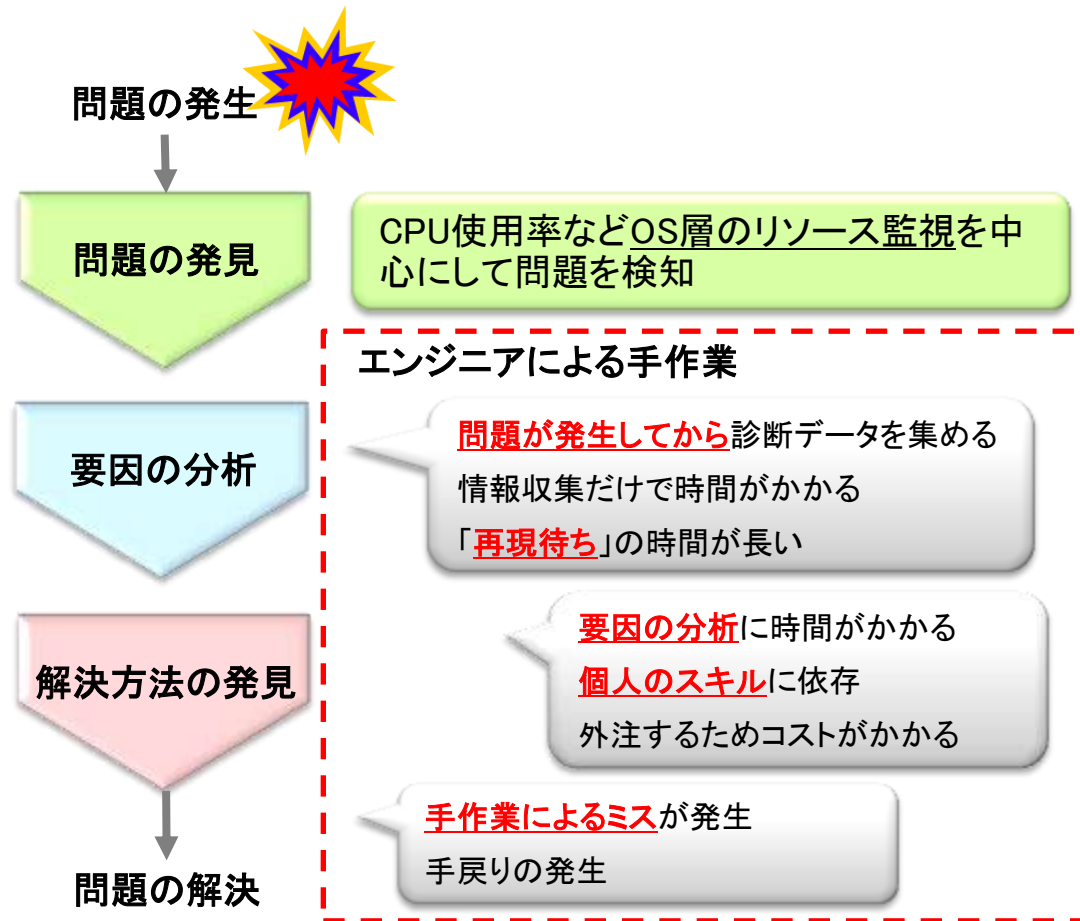 問題の発生
問題の発見
CPU使用率などOS層のリソース監視を中
心にして問題を検知
エンジニアによる手作業
要因の分析
問題が発生してから診断データを集める
情報収集だけで時間がかかる
「再現待ち」の時間が長い
解決方法の発見
要因の分析に時間がかかる
個人のスキルに依存
外注するためコストがかかる
手作業によるミスが発生
手戻りの発生
問題の解決